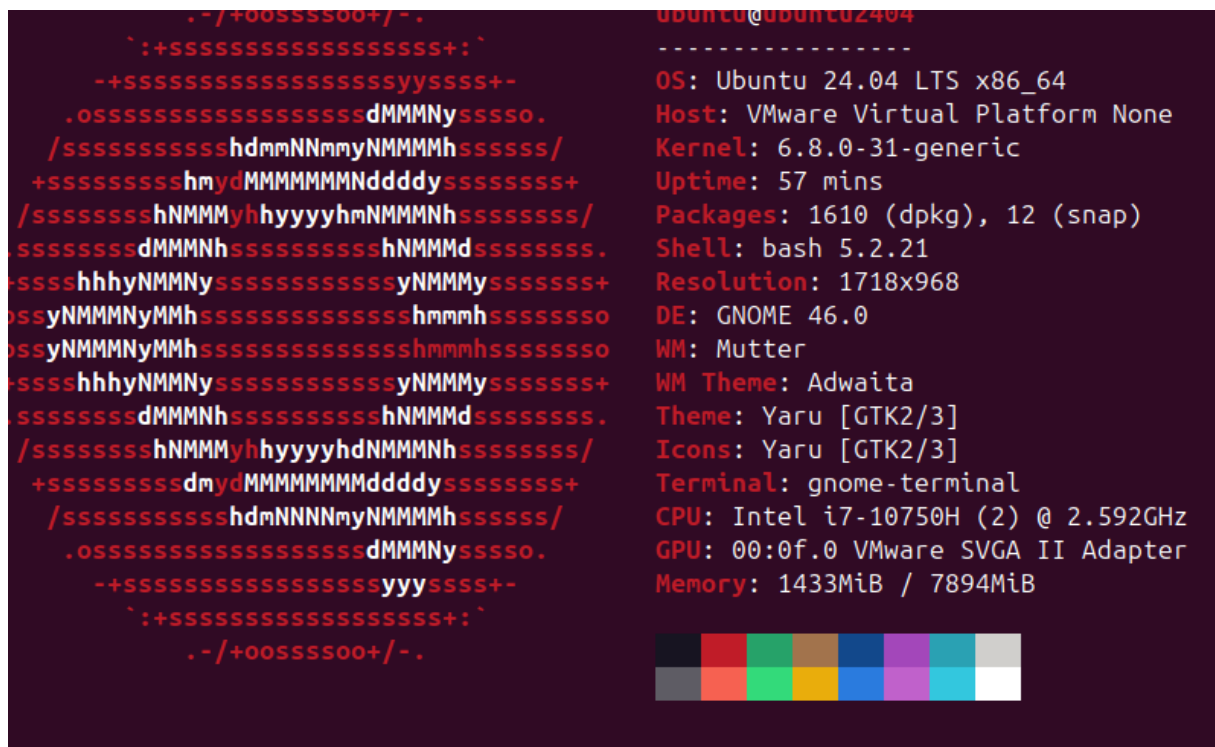 ubuntu@ubuntu2404
-----------------
OS: Ubuntu 24.04 LTS x86_64
Host: VMware Virtual Platform None
Kernel: 6.8.0-31-generic
Uptime: 57 mins
Packages: 1610 (dpkg), 12 (snap)
Shell: bash 5.2.21
Resolution: 1718x968
DE: GNOME 46.0
WM: Mutter
WM Theme: Adwaita
Theme: Yaru [GTK2/3]
Icons: Yaru [GTK2/3]
Terminal: gnome-terminal
CPU: Intel i7-10750H (2) @ 2.592GHz
GPU: 00:0f.0 VMware SVGA II Adapter
Memory: 1433MiB / 7894MiB